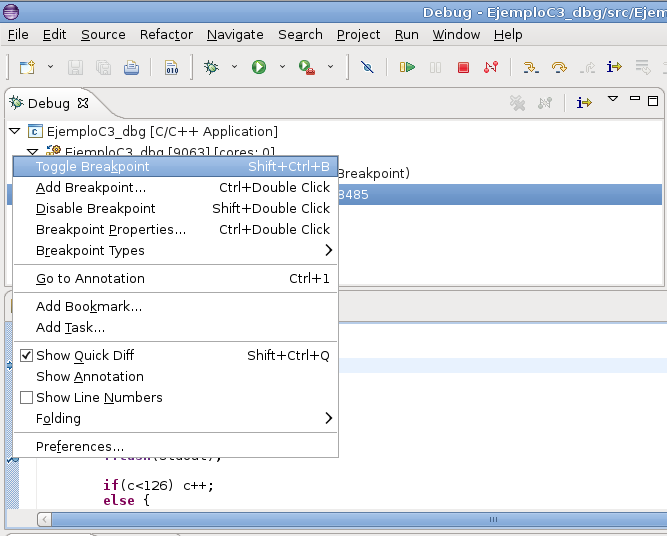 Debug - EjemploC3_dbg/src/Ejem
File Edit Source Refactor Navigate Search Project Run Window Help
010
Debug
EjemploC3_dbg [C/C++ Application]
EjemploC3_dbg [9063] [cores: 0]
Toggle Breakpoint Shift+Ctrl+B
Breakpoint)
Add Breakpoint... Ctrl+Double Click
8485
Disable Breakpoint Shift+Double Click
Breakpoint Properties... Ctrl+Double Click
Breakpoint Types
Go to Annotation Ctrl+1
Add Bookmark...
Add Task...
Show Quick Diff Shift+Ctrl+Q
Show Annotation
Show Line Numbers
Folding
Preferences...
if(c<126) c++;
else {